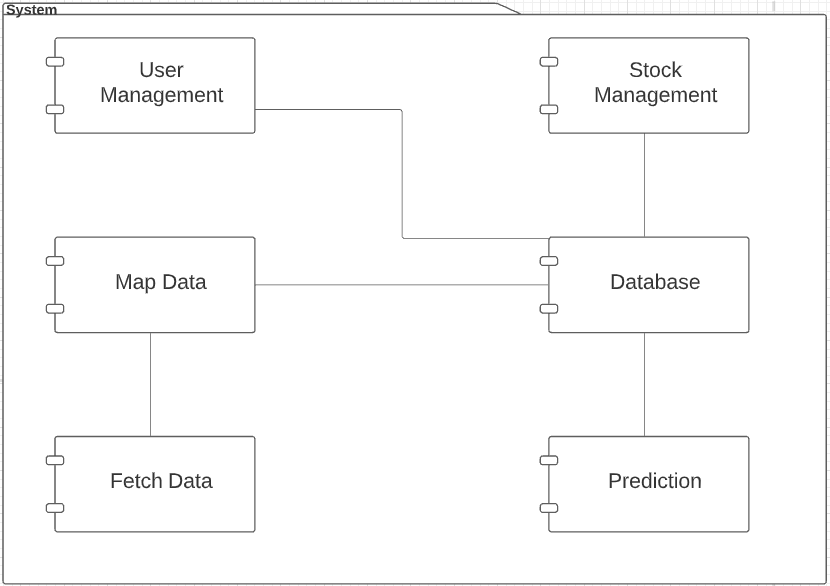 System
User
Management
Stock
Management
Map Data
Database
Fetch Data
Prediction